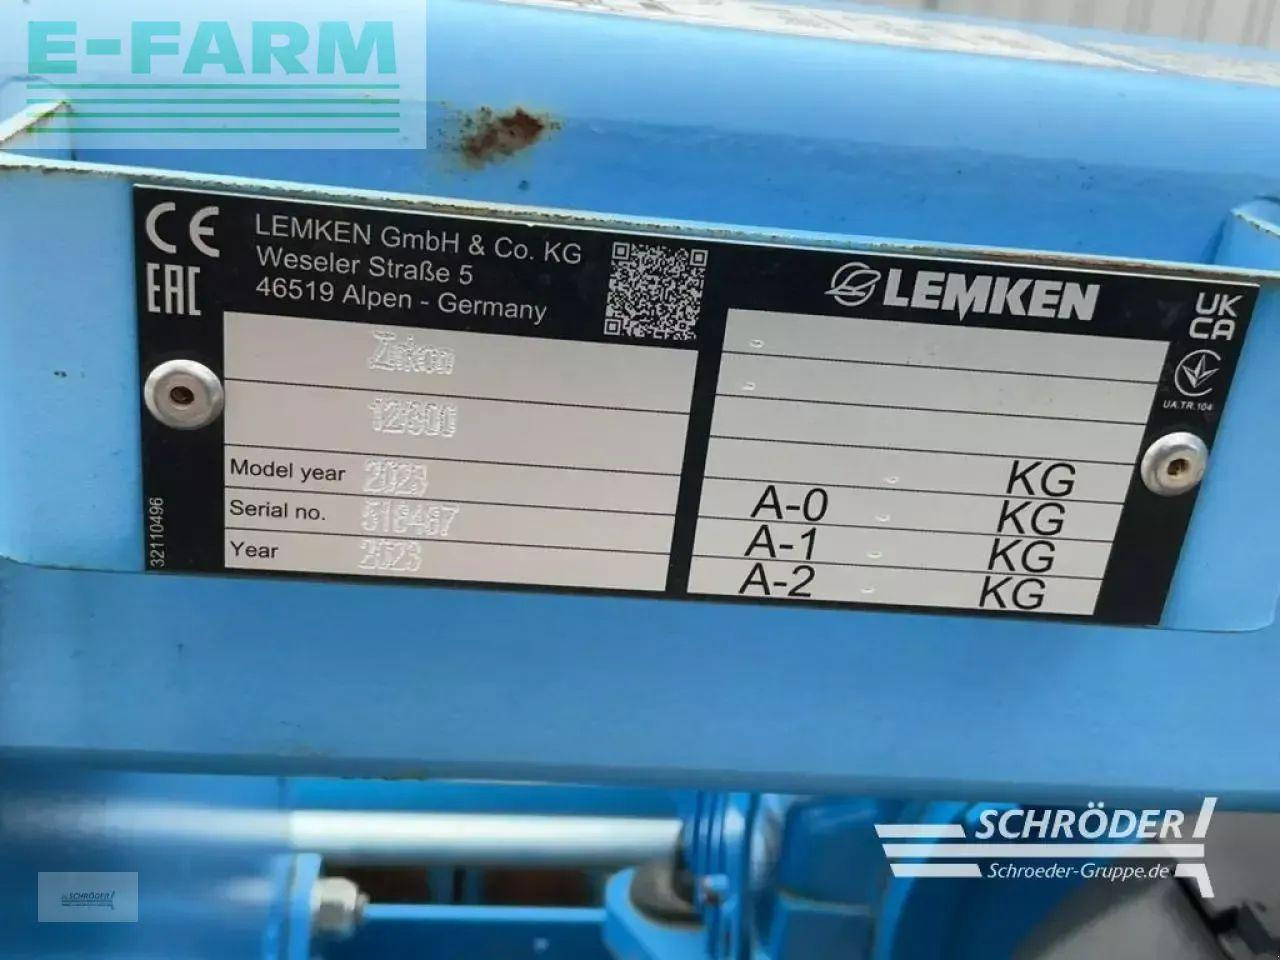 E-FARM
CE
EAC
LEMKEN GmbH & Co. KG
Weseler Straße 5
46519 Alpen - Germany
LEMKEN
UK
CA
UA.TR.104
Zirkon
Model year 2023
Serial no.
Year 2023
32110496
-
-
- KG
A-0 - KG
A-1 - KG
A-2 - KG
SCHRÖDER
Schroeder-Gruppe.de
SCHRÖDER